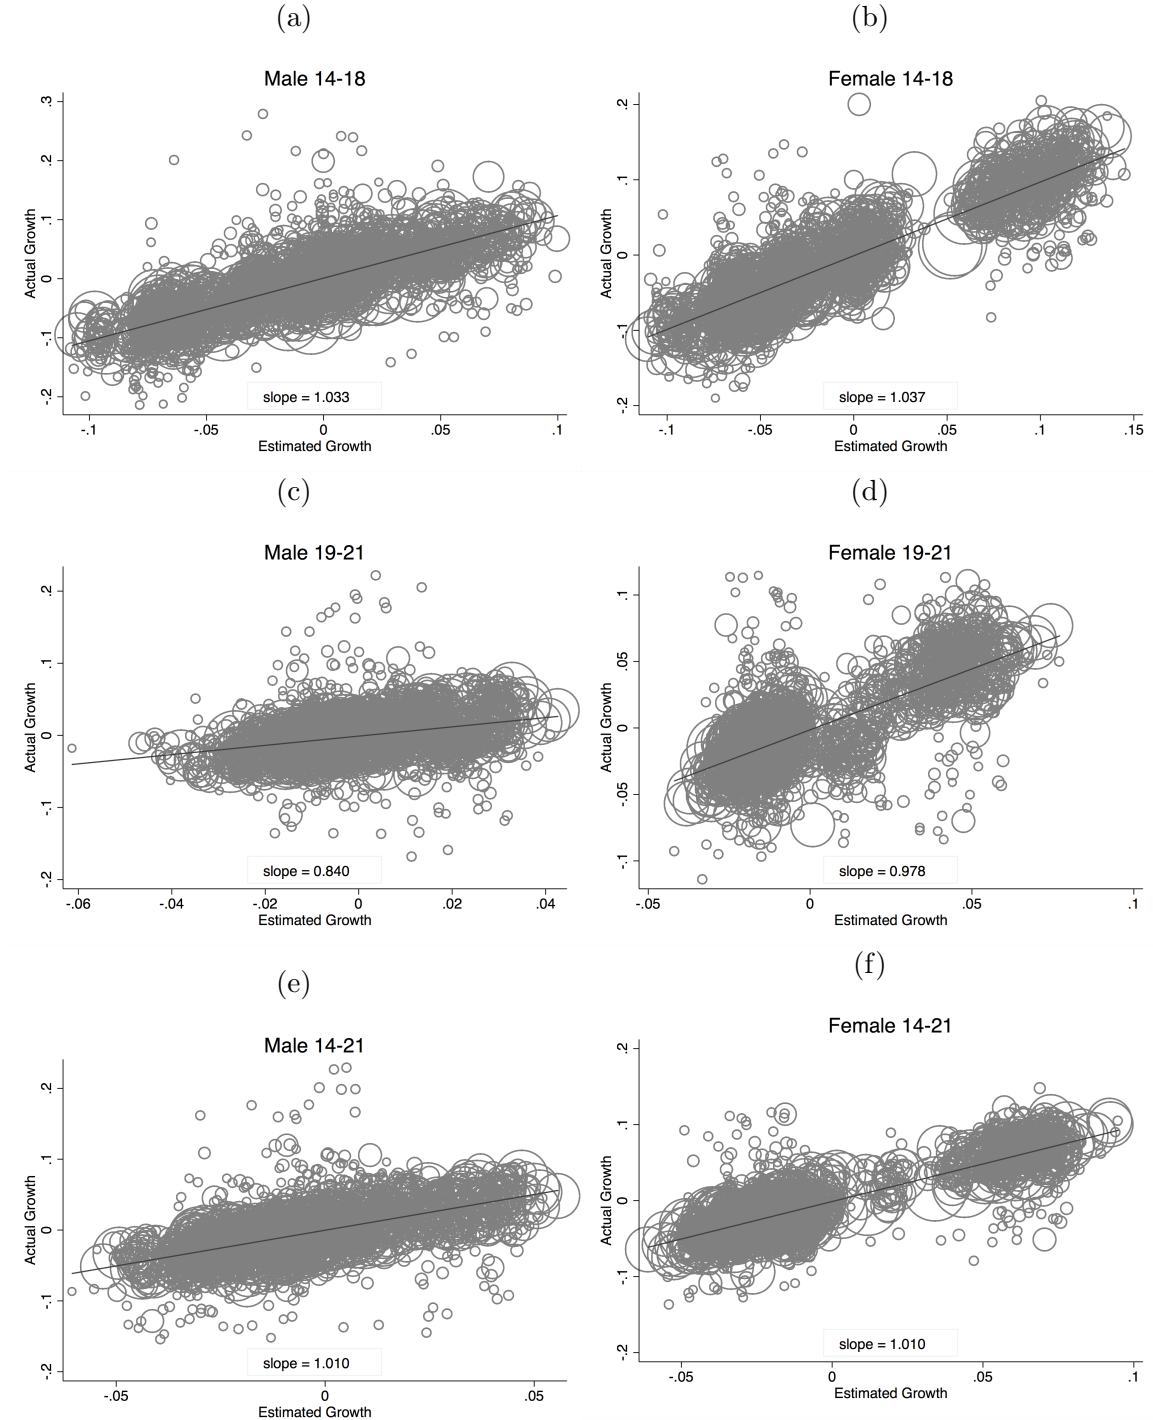 (a)
(b)
Male 14-18
Female 14-18
Actual Growth
.3
.2
.1
0
-.1
-.2
slope = 1.033
-.1
-.05
0
.05
.1
Estimated Growth
Actual Growth
.2
.1
0
-.1
-.2
slope = 1.037
-.1
-.05
0
.05
.1
.15
Estimated Growth
(c)
(d)
Male 19-21
Female 19-21
Actual Growth
.2
.1
0
-.1
-.2
slope = 0.840
-.06
-.04
-.02
0
.02
.04
Estimated Growth
Actual Growth
.1
.05
0
-.05
-.1
slope = 0.978
-.05
0
.05
.1
Estimated Growth
(e)
(f)
Male 14-21
Female 14-21
Actual Growth
.2
.1
0
-.1
-.2
slope = 1.010
-.05
0
.05
Estimated Growth
Actual Growth
.2
.1
0
-.1
-.2
slope = 1.010
-.05
0
.05
.1
Estimated Growth